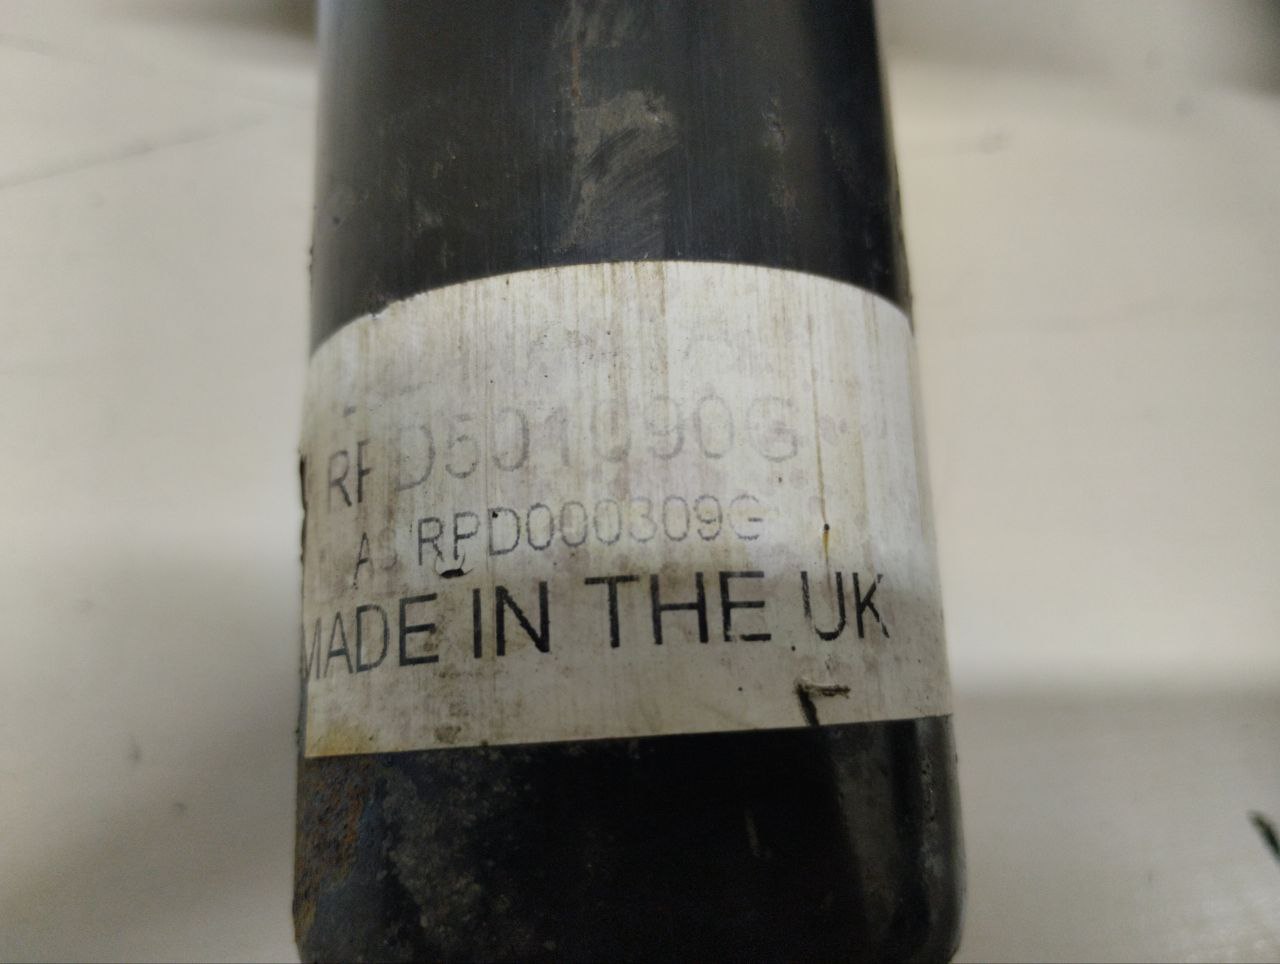 RPD501090G
AS RPD000309G
MADE IN THE UK